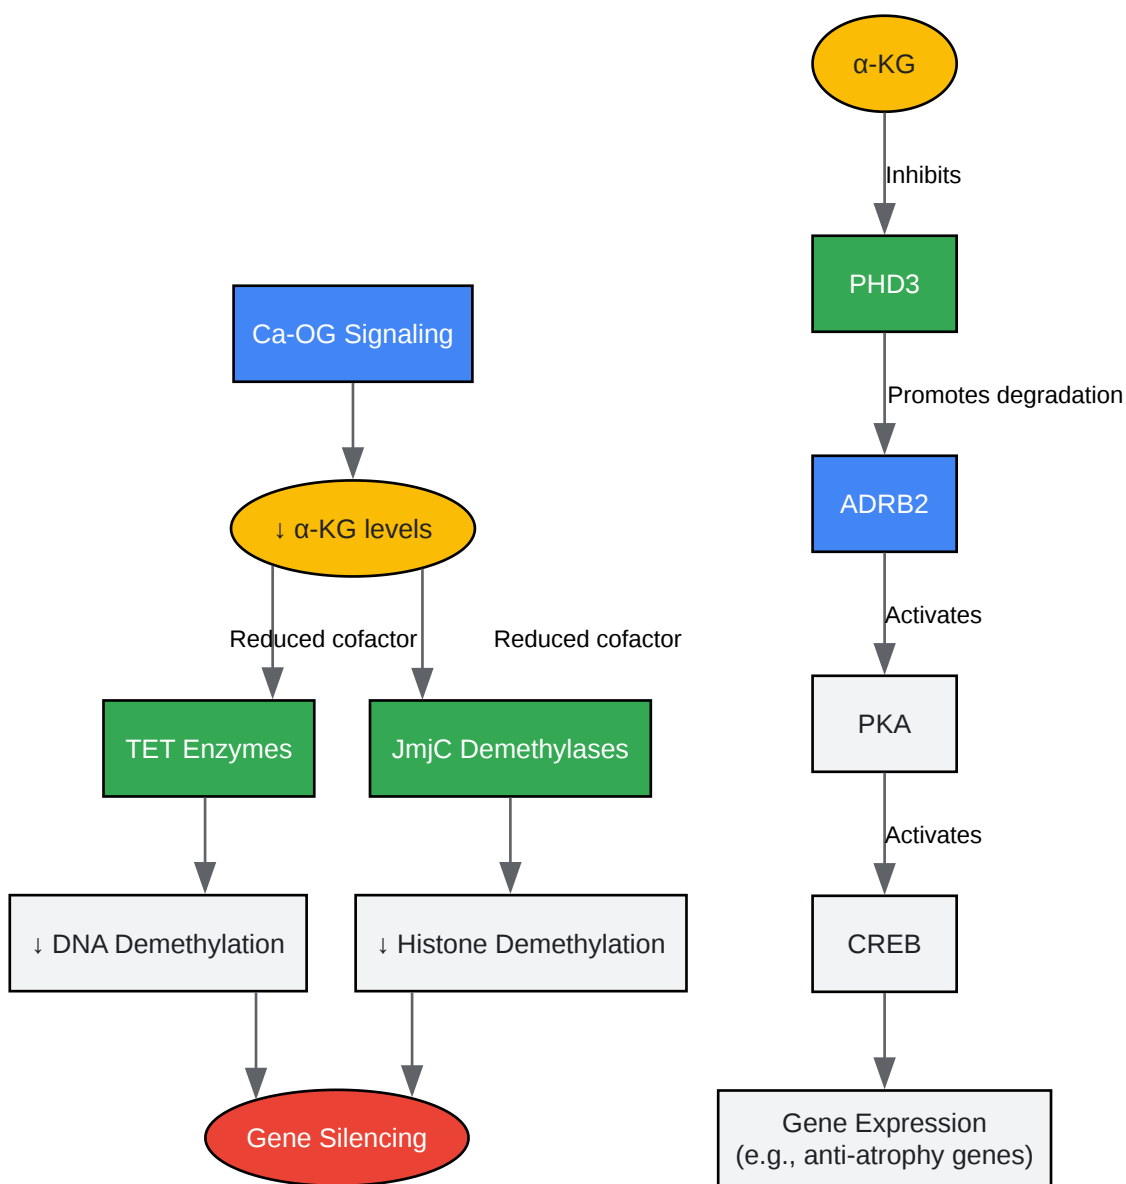 Ca-OG Signaling
↓ α-KG levels
Reduced cofactor
Reduced cofactor
TET Enzymes
JmjC Demethylases
↓ DNA Demethylation
↓ Histone Demethylation
Gene Silencing
α-KG
Inhibits
PHD3
Promotes degradation
ADRB2
Activates
PKA
Activates
CREB
Gene Expression
(e.g., anti-atrophy genes)